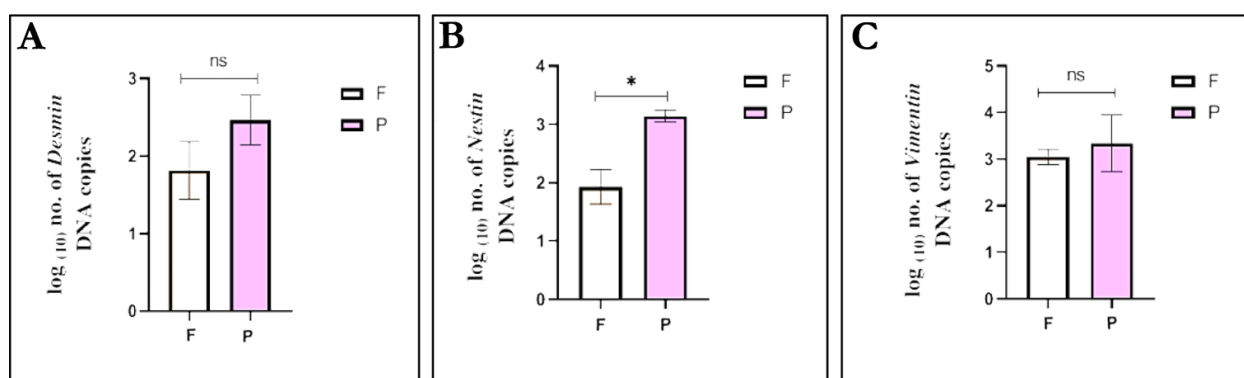 A
log (10) no. of Desmin
DNA copies
3
2
1
0
ns
F
P
F
P
B
log (10) no. of Nestin
DNA copies
4
3
2
1
0
*
F
P
F
P
C
log (10) no. of Vimentin
DNA copies
5
4
3
2
1
0
ns
F
P
F
P